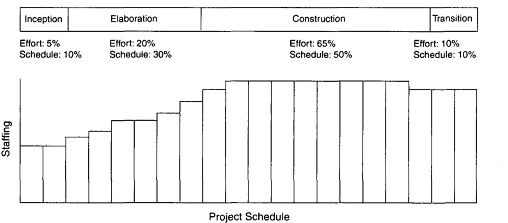 Inception
Elaboration
Construction
Transition
Effort: 5%
Schedule: 10%
Effort: 20%
Schedule: 30%
Effort: 65%
Schedule: 50%
Effort: 10%
Schedule: 10%
Staffing
Project Schedule